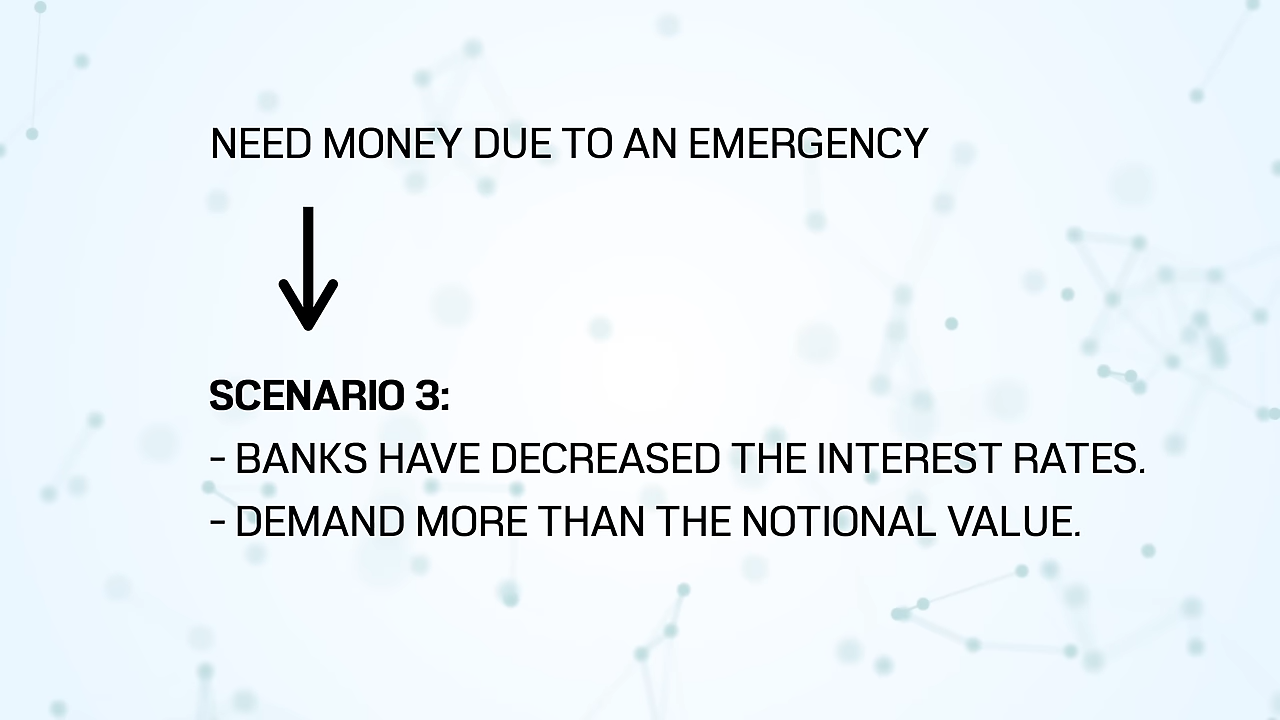 NEED MONEY DUE TO AN EMERGENCY
SCENARIO 3:
- BANKS HAVE DECREASED THE INTEREST RATES.
- DEMAND MORE THAN THE NOTIONAL VALUE.